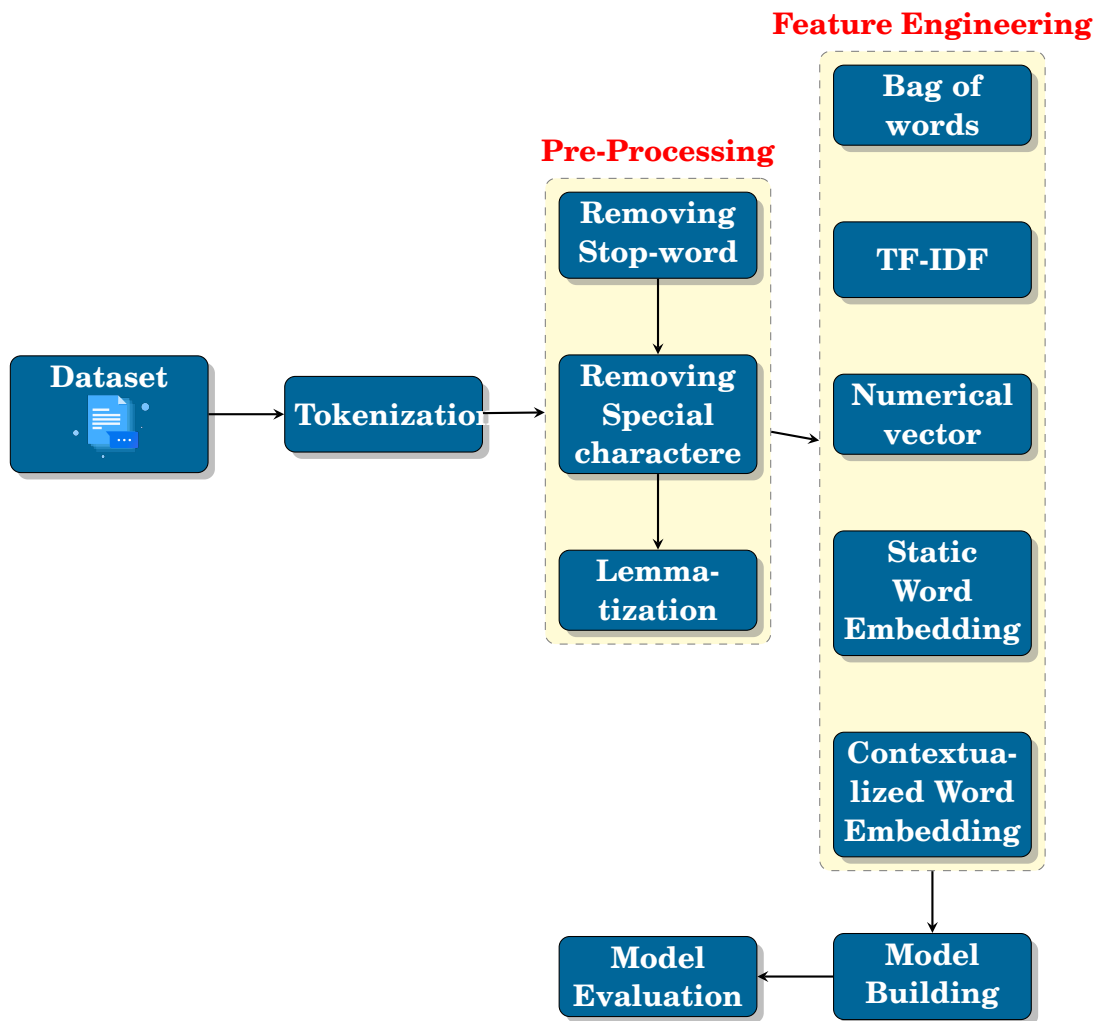 Feature Engineering
Bag of
words
Pre-Processing
Removing
Stop-word
TF-IDF
Dataset
Tokenization
Removing
Special
charactere
Numerical
vector
Lemma-
tization
Static
Word
Embedding
Contextua-
lized Word
Embedding
Model
Evaluation
Model
Building